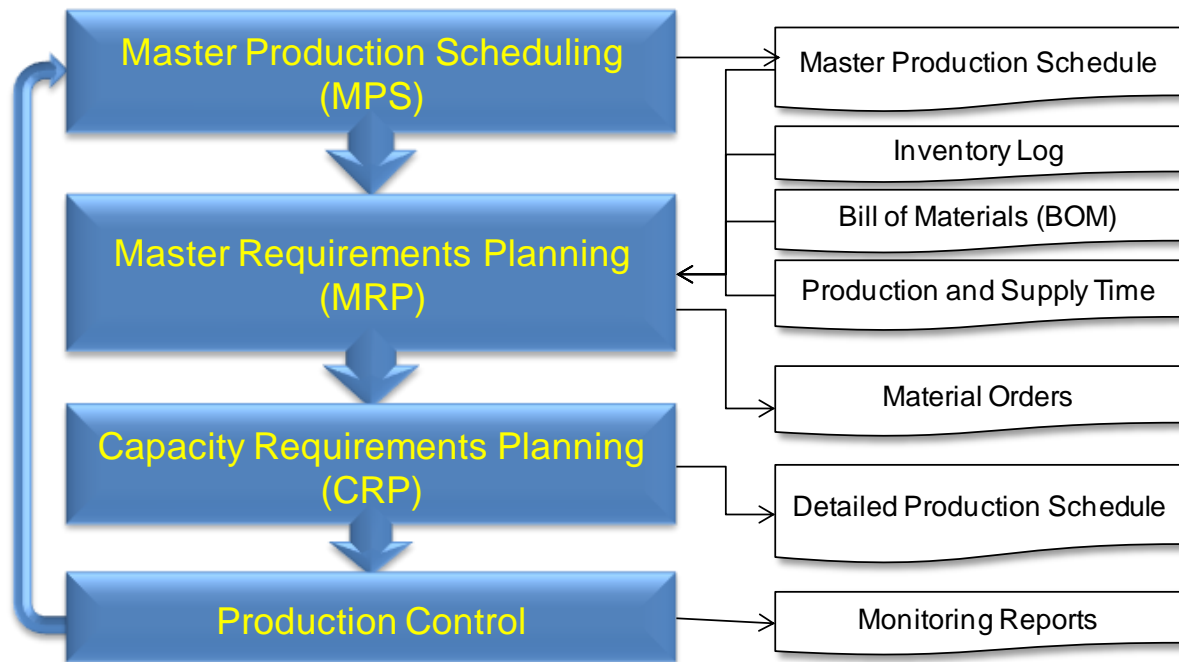 Master Production Scheduling
(MPS)
Master Production Schedule
Inventory Log
Bill of Materials (BOM)
Master Requirements Planning
(MRP)
Production and Supply Time
Material Orders
Capacity Requirements Planning
(CRP)
Detailed Production Schedule
Production Control
Monitoring Reports